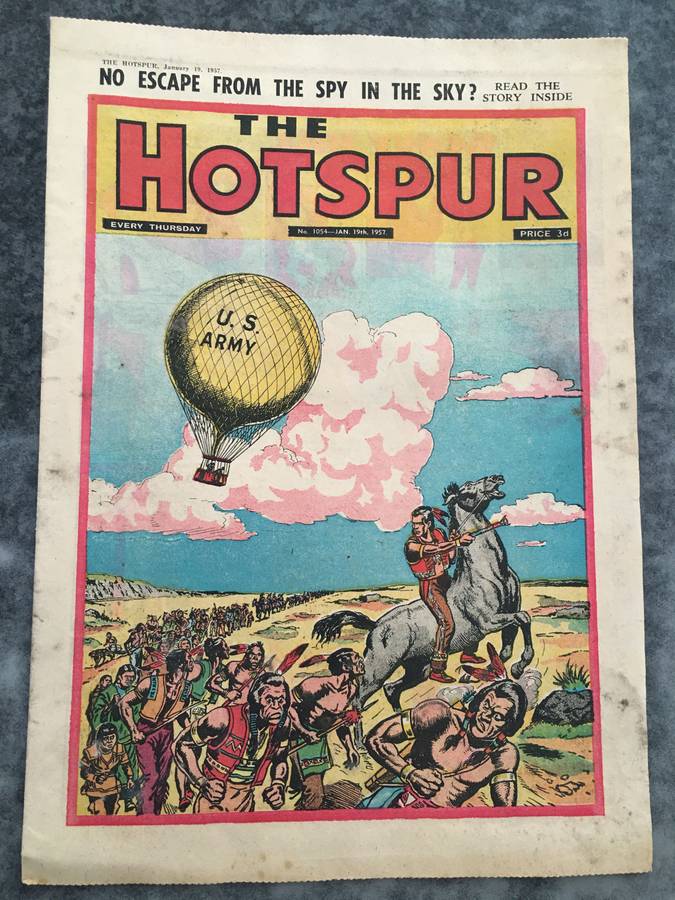 THE HOTSPUR, January 19, 1957.
NO ESCAPE FROM THE SPY IN THE SKY? READ THE
STORY INSIDE
THE
HOTSPUR
EVERY THURSDAY
No. 1054—JAN. 19th, 1957.
PRICE 3d
U.S.
ARMY